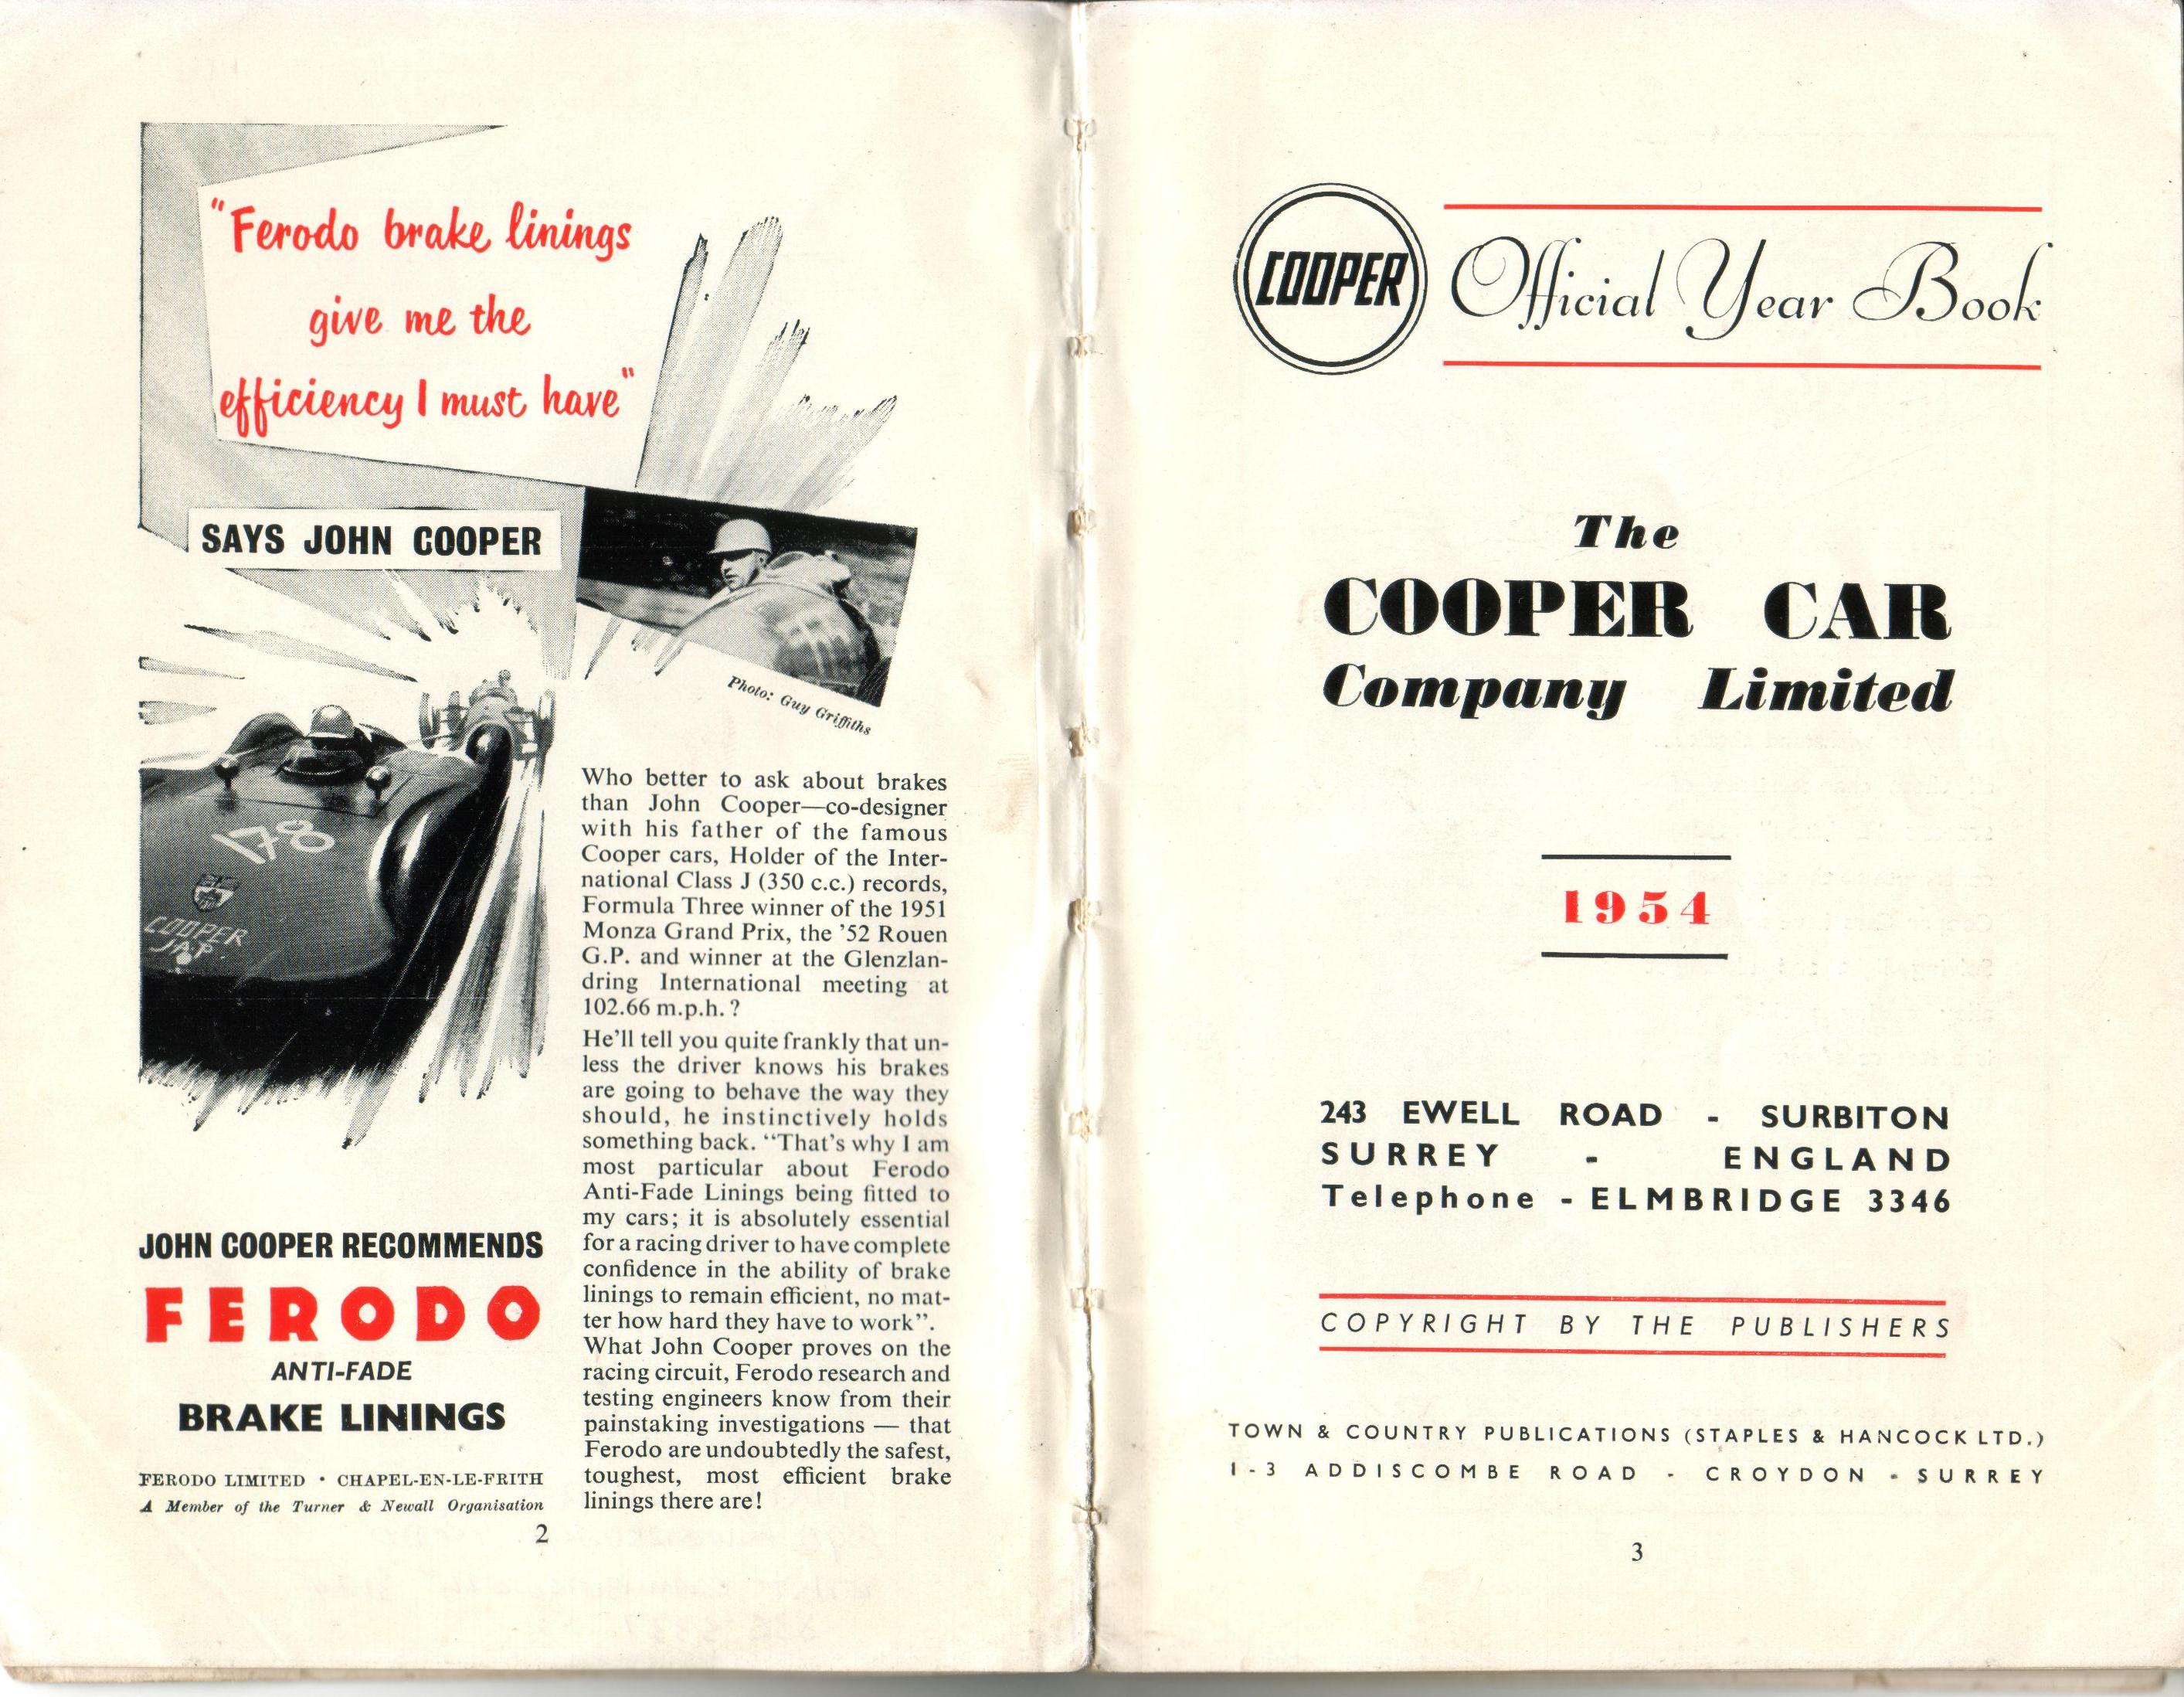 "Ferodo brake linings
give me the
efficiency I must have"
SAYS JOHN COOPER
Photo: Guy Griffiths
178
COOPER
J.A.P.
Who better to ask about brakes
than John Cooper—co-designer
with his father of the famous
Cooper cars, Holder of the Inter-
national Class J (350 c.c.) records,
Formula Three winner of the 1951
Monza Grand Prix, the '52 Rouen
G.P. and winner at the Glenzlan-
dring International meeting at
102.66 m.p.h.?
He'll tell you quite frankly that un-
less the driver knows his brakes
are going to behave the way they
should, he instinctively holds
something back. "That's why I am
most particular about Ferodo
Anti-Fade Linings being fitted to
my cars; it is absolutely essential
for a racing driver to have complete
confidence in the ability of brake
linings to remain efficient, no mat-
ter how hard they have to work".
What John Cooper proves on the
racing circuit, Ferodo research and
testing engineers know from their
painstaking investigations — that
Ferodo are undoubtedly the safest,
toughest, most efficient brake
linings there are!
JOHN COOPER RECOMMENDS
FERODO
ANTI-FADE
BRAKE LININGS
FERODO LIMITED • CHAPEL-EN-LE-FRITH
A Member of the Turner & Newall Organisation
2
COOPER
Official Year Book
The
COOPER CAR
Company Limited
1954
243 EWELL ROAD - SURBITON
SURREY - ENGLAND
Telephone - ELMBRIDGE 3346
COPYRIGHT BY THE PUBLISHERS
TOWN & COUNTRY PUBLICATIONS (STAPLES & HANCOCK LTD.)
1-3 ADDISCOMBE ROAD - CROYDON - SURREY
3